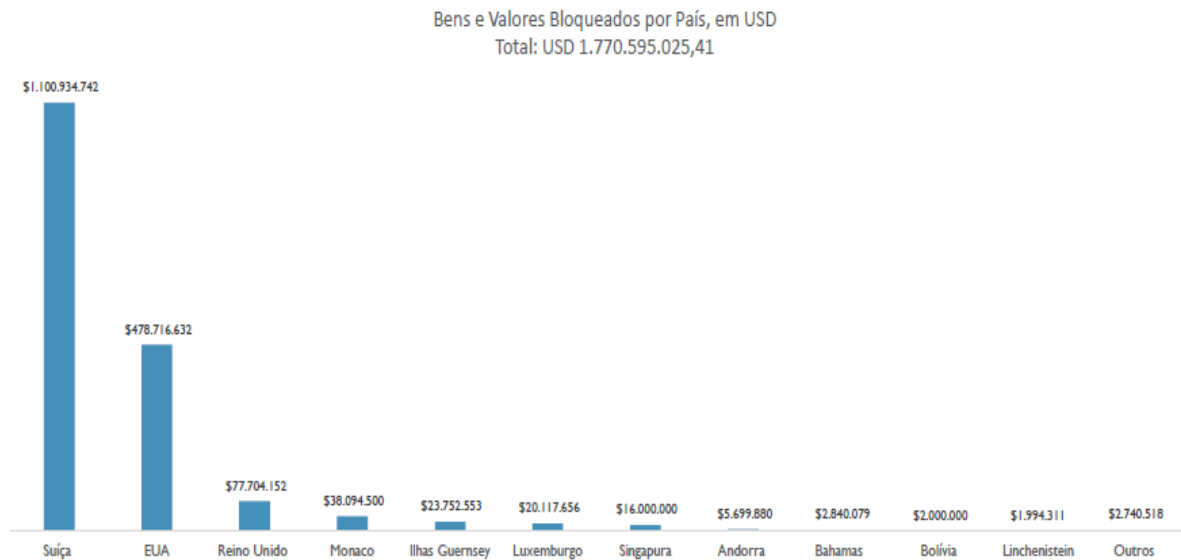 Bens e Valores Bloqueados por País, em USD
Total: USD 1.770.595.025,41
$1.100.934.742
$478.716.632
$77.704.152
$38.094.500
$23.752.553
$20.117.656
$16.000.000
$5.699.880
$2.840.079
$2.000.000
$1.994.311
$2.740.518
Suíça
EUA
Reino Unido
Monaco
Ilhas Guernsey
Luxemburgo
Singapura
Andorra
Bahamas
Bolívia
Linchenistein
Outros